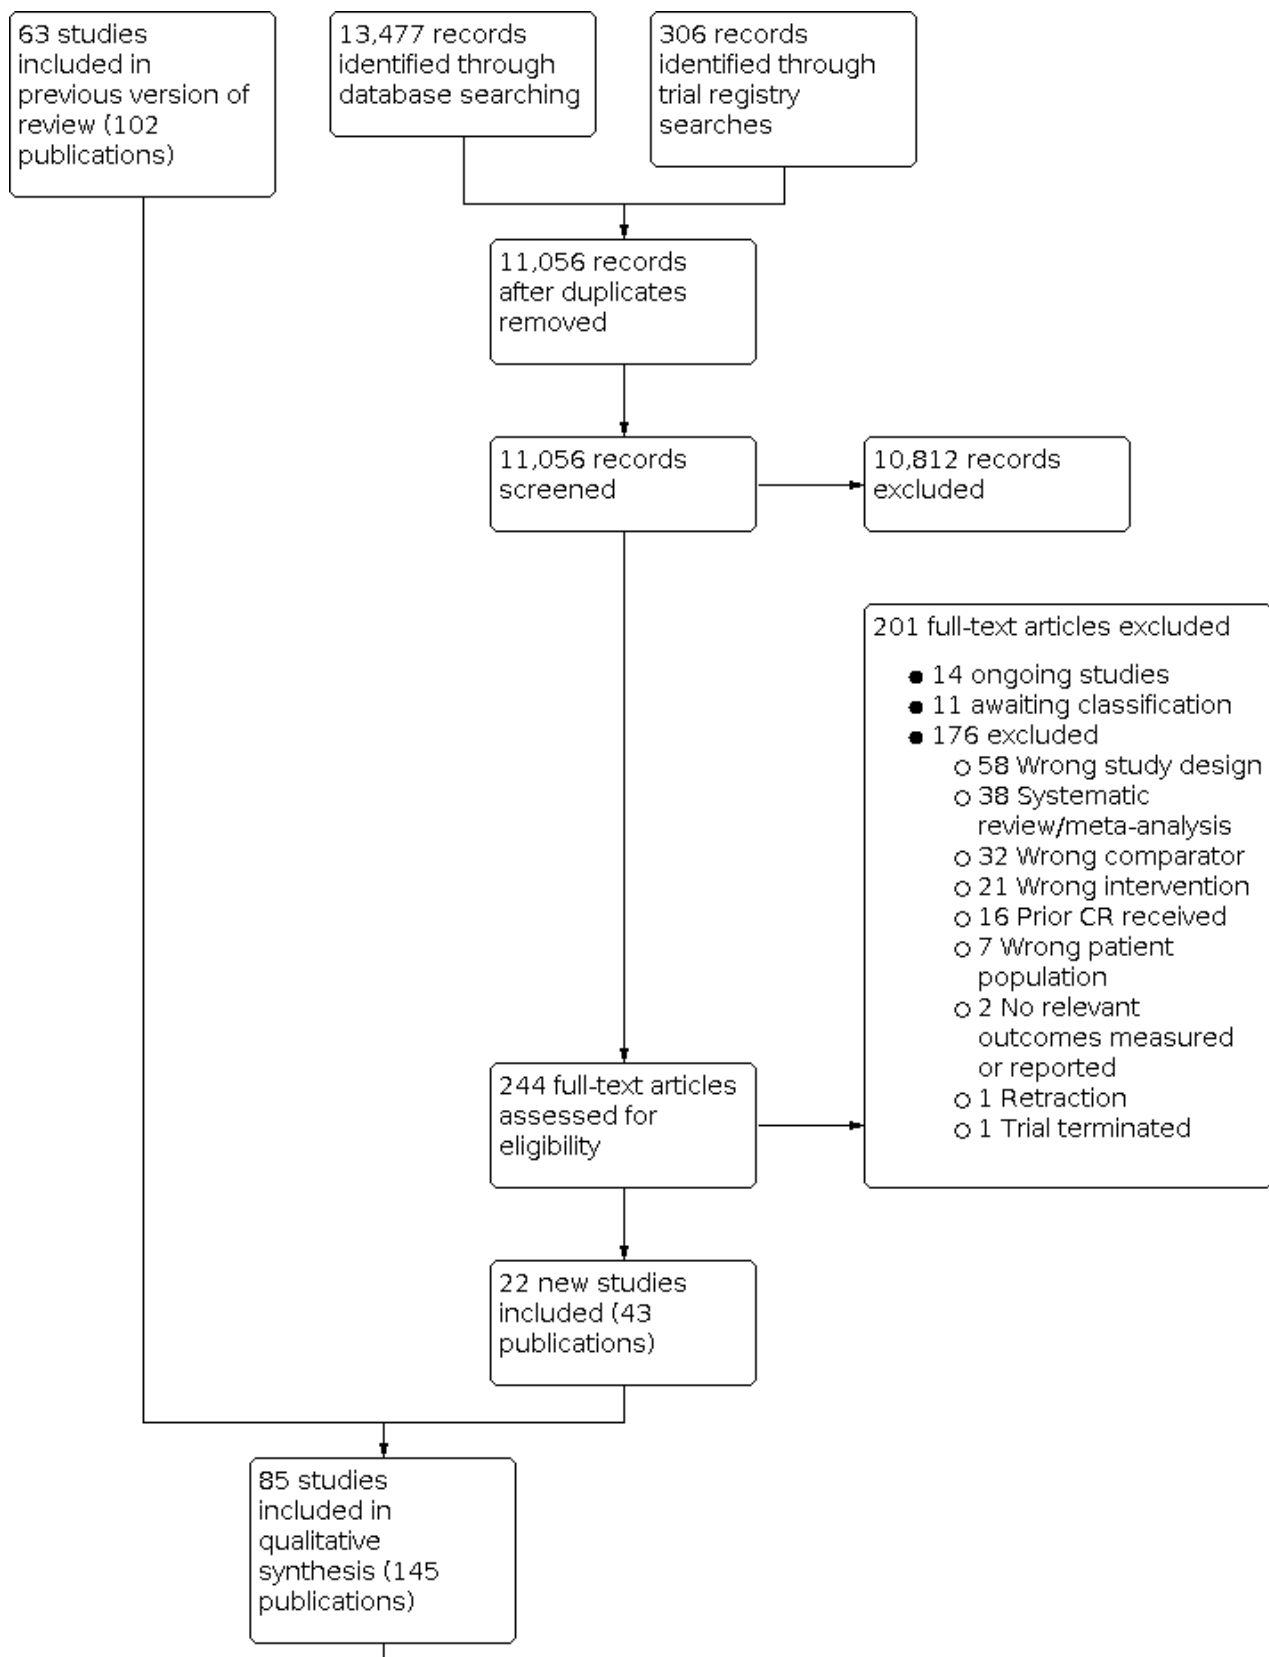 63 studies
included in
previous version of
review (102
publications)
13,477 records
identified through
database searching
306 records
identified through
trial registry
searches
11,056 records
after duplicates
removed
11,056 records
screened
10,812 records
excluded
201 full-text articles excluded
● 14 ongoing studies
● 11 awaiting classification
● 176 excluded
○ 58 Wrong study design
○ 38 Systematic
review/meta-analysis
○ 32 Wrong comparator
○ 21 Wrong intervention
○ 16 Prior CR received
○ 7 Wrong patient
population
○ 2 No relevant
outcomes measured
or reported
○ 1 Retraction
○ 1 Trial terminated
244 full-text articles
assessed for
eligibility
22 new studies
included (43
publications)
85 studies
included in
qualitative
synthesis (145
publications)